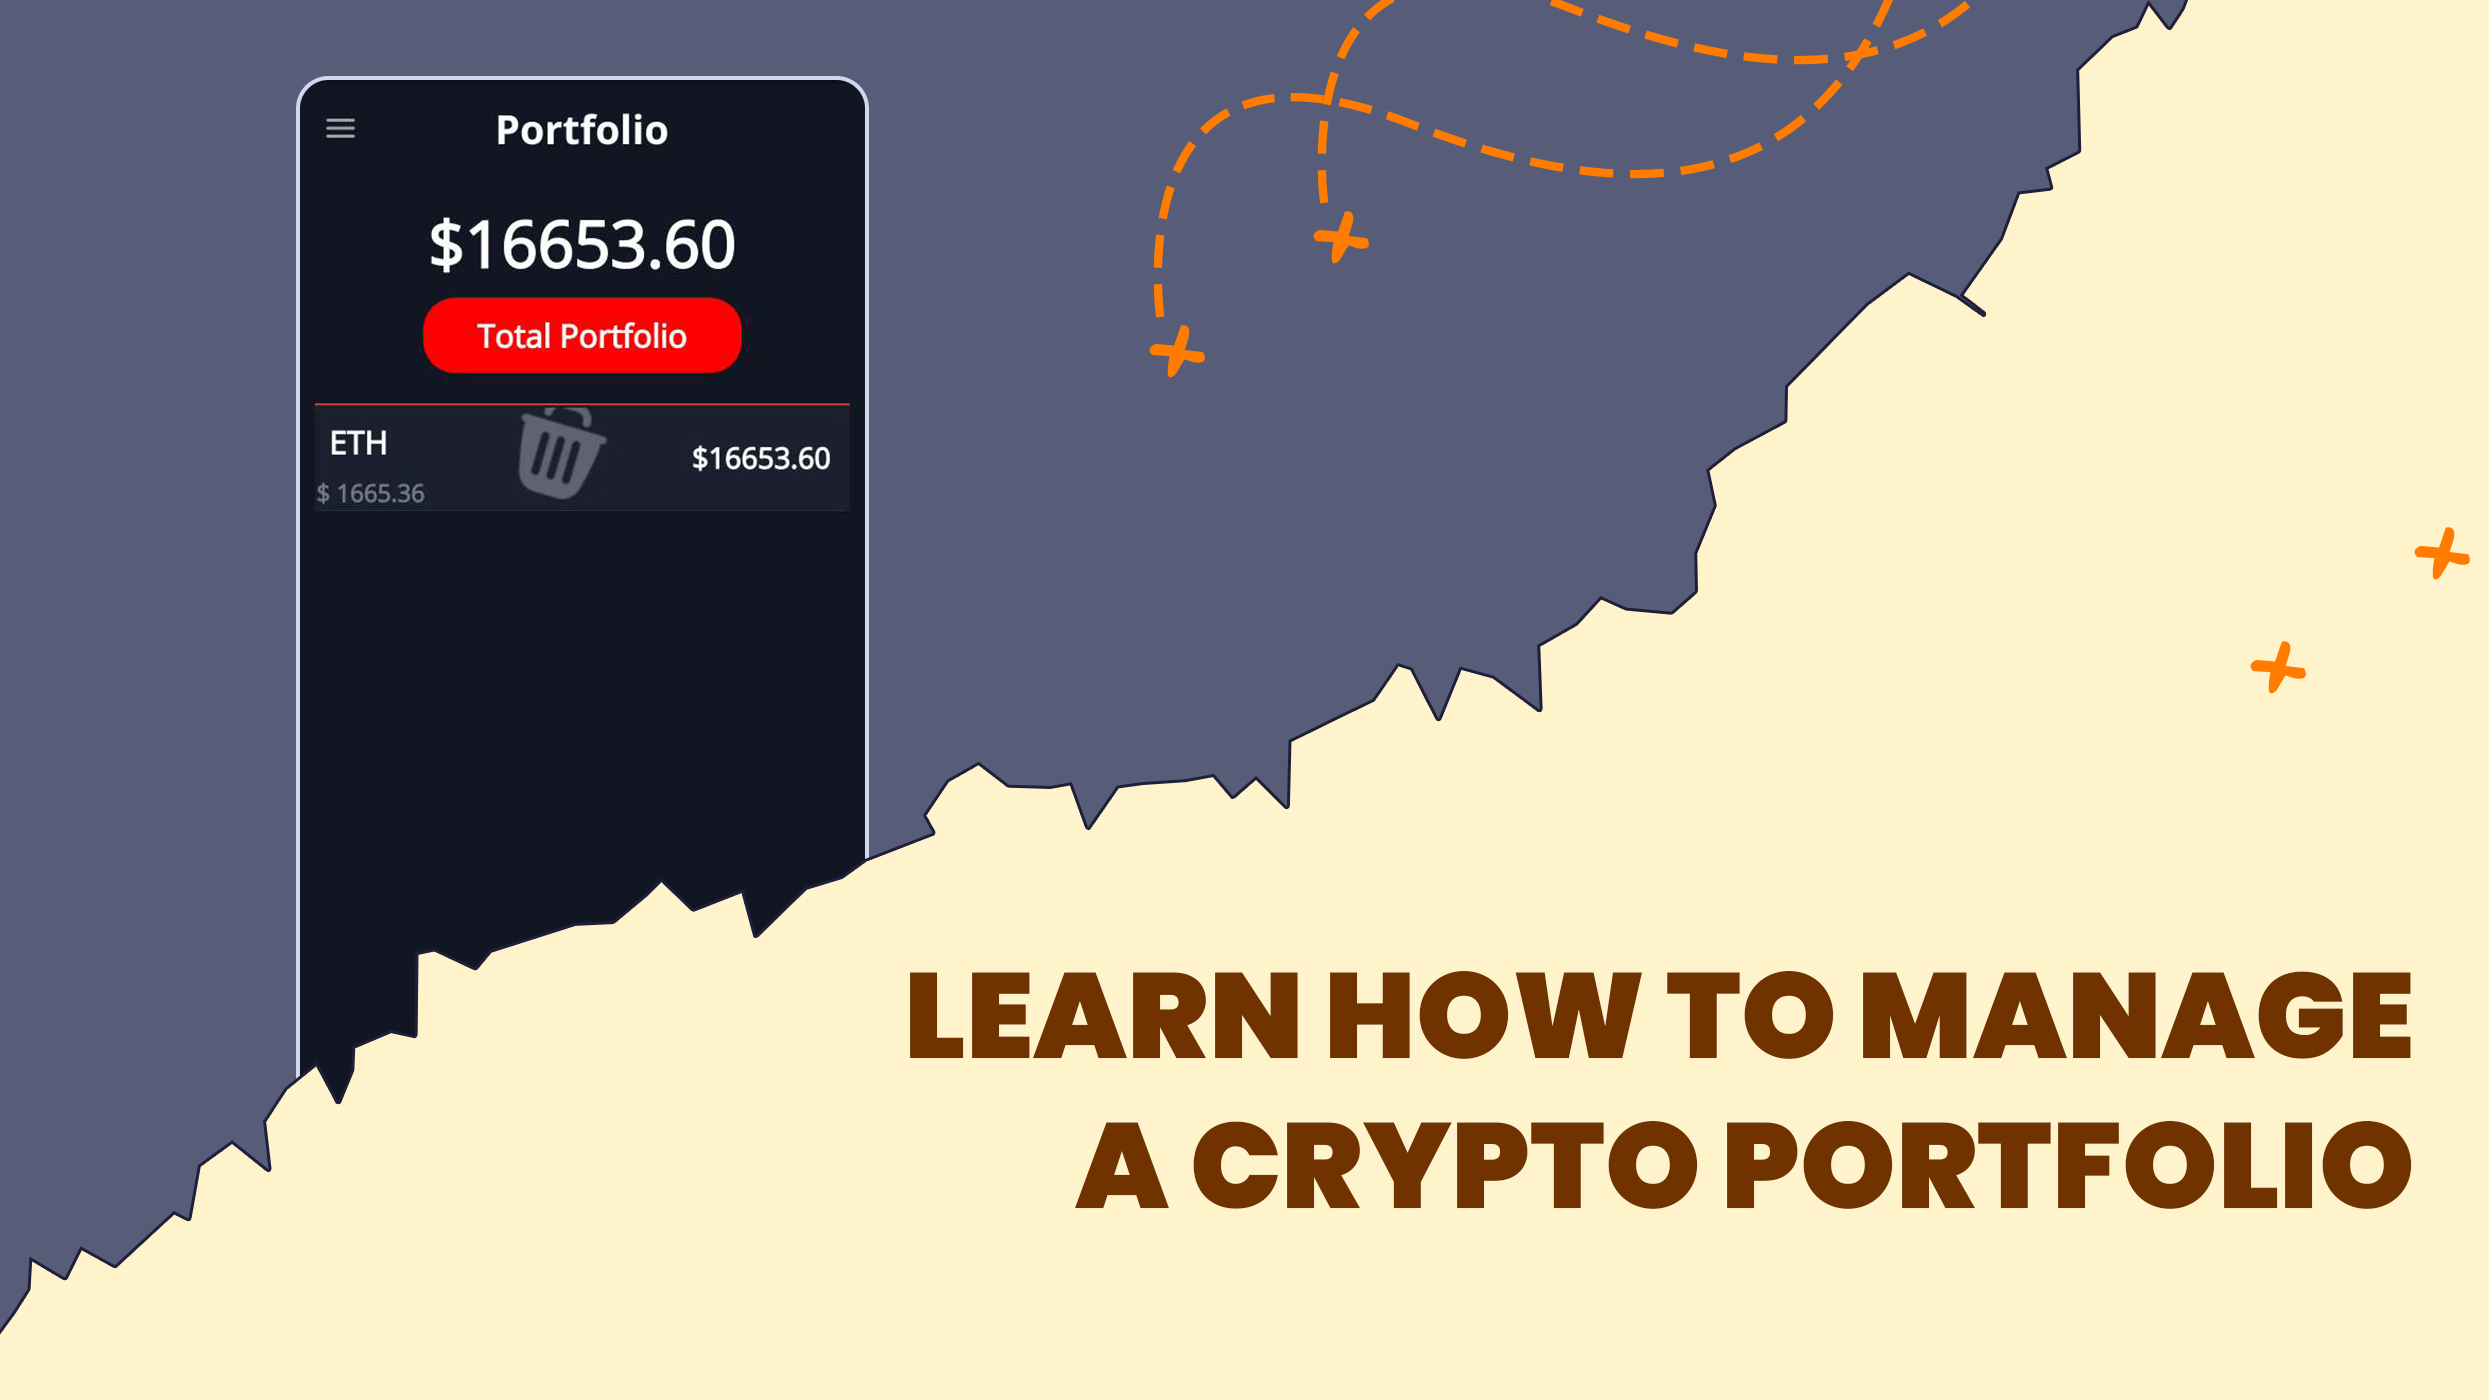 Portfolio
$16653.60
Total Portfolio
ETH
$16653.60
$ 1665.36
LEARN HOW TO MANAGE
A CRYPTO PORTFOLIO